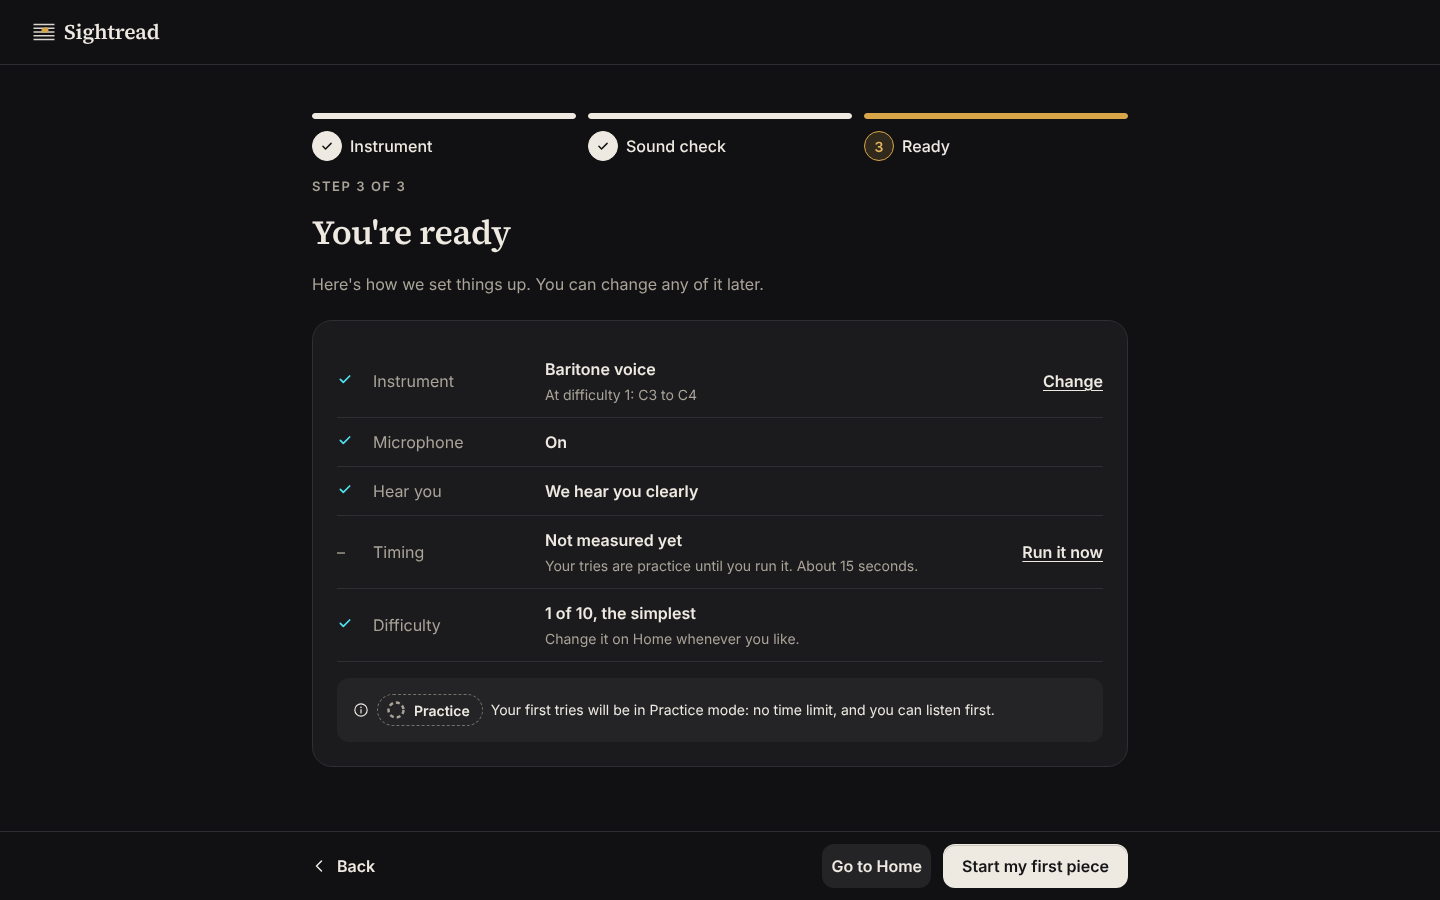 Sightread
Instrument
Sound check
3 Ready
STEP 3 OF 3
You're ready
Here's how we set things up. You can change any of it later.
Instrument
Baritone voice
At difficulty 1: C3 to C4
Change
Microphone
On
Hear you
We hear you clearly
– Timing
Not measured yet
Your tries are practice until you run it. About 15 seconds.
Run it now
Difficulty
1 of 10, the simplest
Change it on Home whenever you like.
Practice Your first tries will be in Practice mode: no time limit, and you can listen first.
Back
Go to Home
Start my first piece